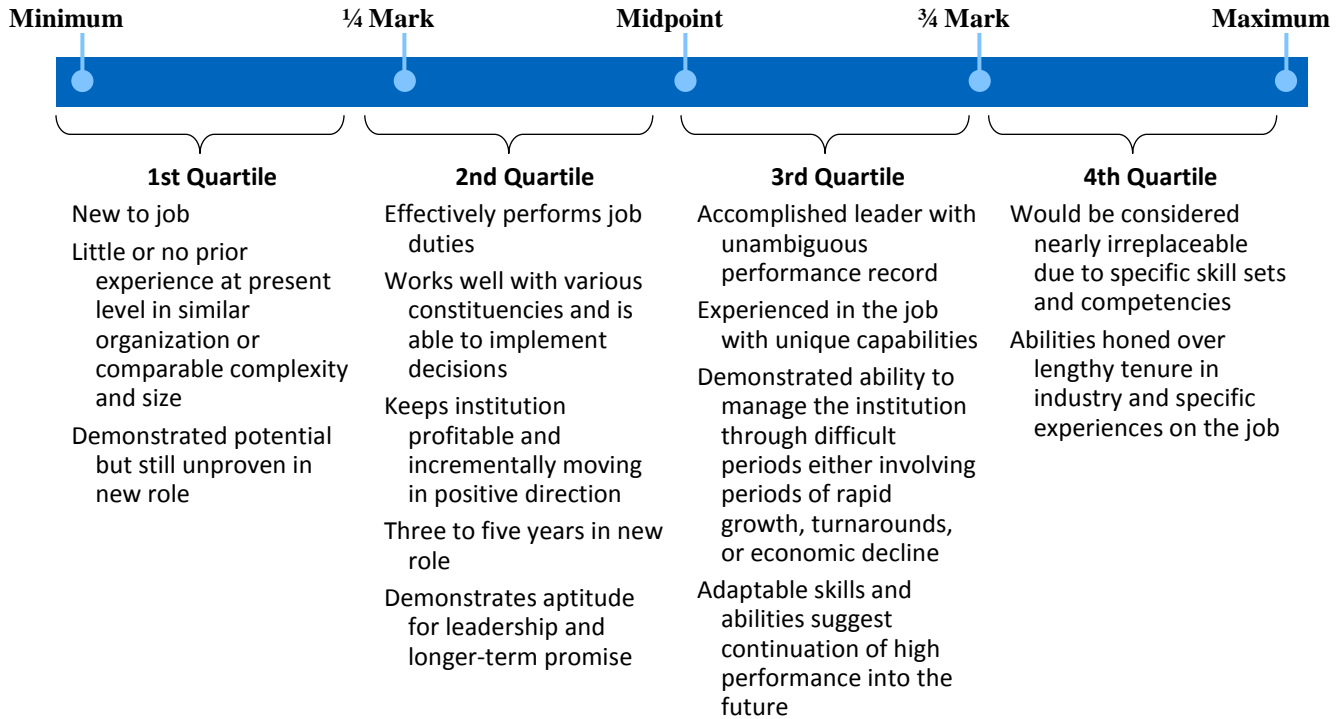 Minimum ¼ Mark Midpoint ¾ Mark Maximum
1st Quartile
New to job
Little or no prior
experience at present
level in similar
organization or
comparable complexity
and size
Demonstrated potential
but still unproven in
new role
2nd Quartile
Effectively performs job
duties
Works well with various
constituencies and is
able to implement
decisions
Keeps institution
profitable and
incrementally moving
in positive direction
Three to five years in new
role
Demonstrates aptitude
for leadership and
longer-term promise
3rd Quartile
Accomplished leader with
unambiguous
performance record
Experienced in the job
with unique capabilities
Demonstrated ability to
manage the institution
through difficult
periods either involving
periods of rapid
growth, turnarounds,
or economic decline
Adaptable skills and
abilities suggest
continuation of high
performance into the
future
4th Quartile
Would be considered
nearly irreplaceable
due to specific skill sets
and competencies
Abilities honed over
lengthy tenure in
industry and specific
experiences on the job